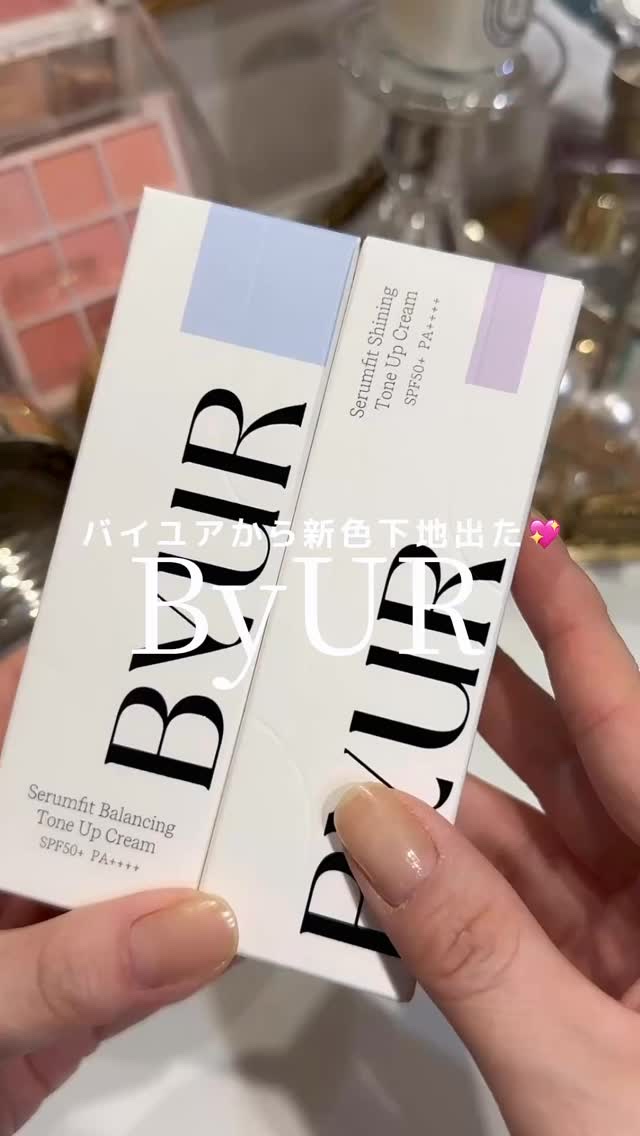 バイユアから新色下地出た💖
ByUR
BYUR
Serumfit Balancing
Tone Up Cream
SPF50+ PA++++
Serumfit Shining
Tone Up Cream
SPF50+ PA++++
BYUR